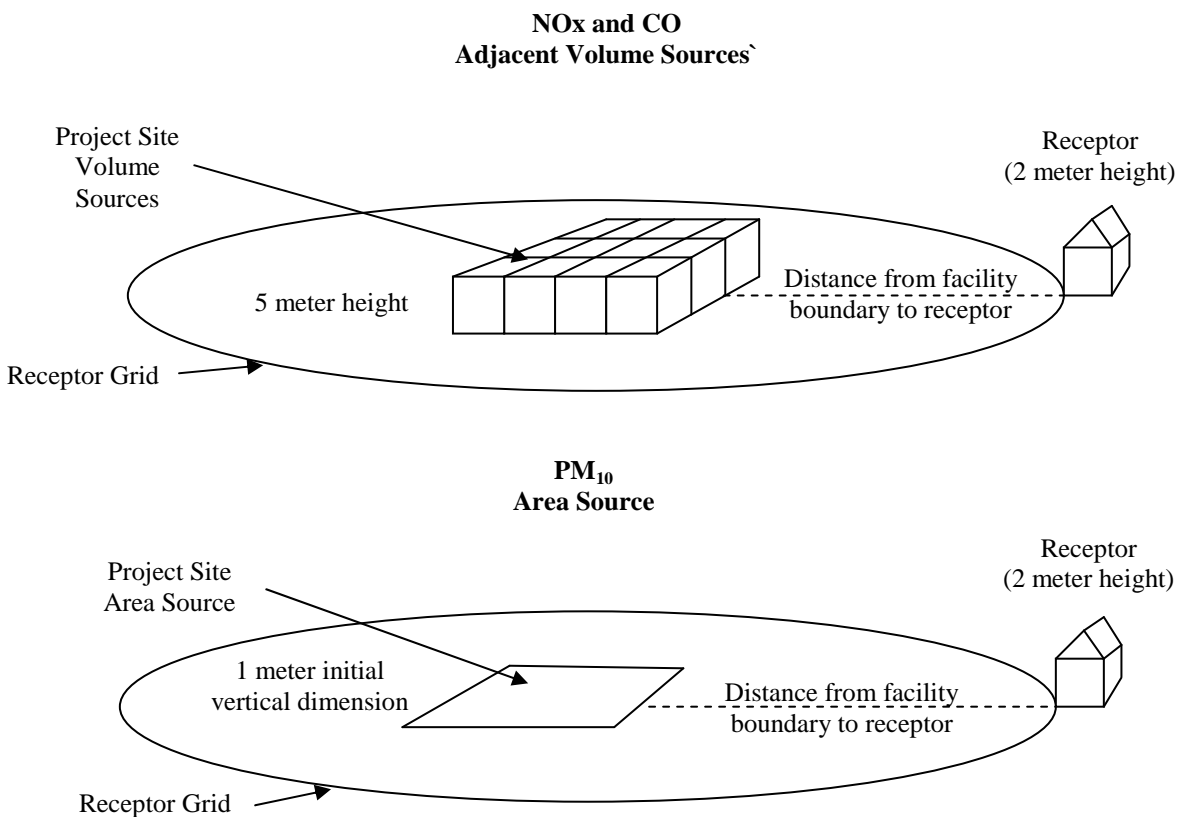 NOx and CO
Adjacent Volume Sources`
Project Site
Volume
Sources
Receptor
(2 meter height)
5 meter height
Distance from facility
boundary to receptor
Receptor Grid
PM₁₀
Area Source
Project Site
Area Source
Receptor
(2 meter height)
1 meter initial
vertical dimension
Distance from facility
boundary to receptor
Receptor Grid